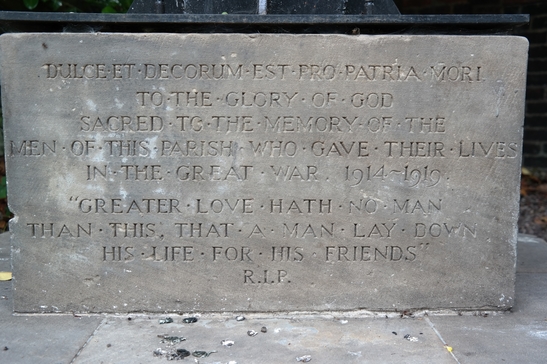 DULCE·ET·DECORUM·EST·PRO·PATRIA·MORI
TO·THE·GLORY·OF·GOD
SACRED·TO·THE·MEMORY·OF·THE
MEN·OF·THIS·PARISH·WHO·GAVE·THEIR·LIVES
IN·THE·GREAT·WAR. 1914-1919.
"GREATER·LOVE·HATH·NO·MAN
THAN·THIS, THAT·A·MAN·LAY·DOWN
HIS·LIFE·FOR·HIS·FRIENDS"
R.I.P.